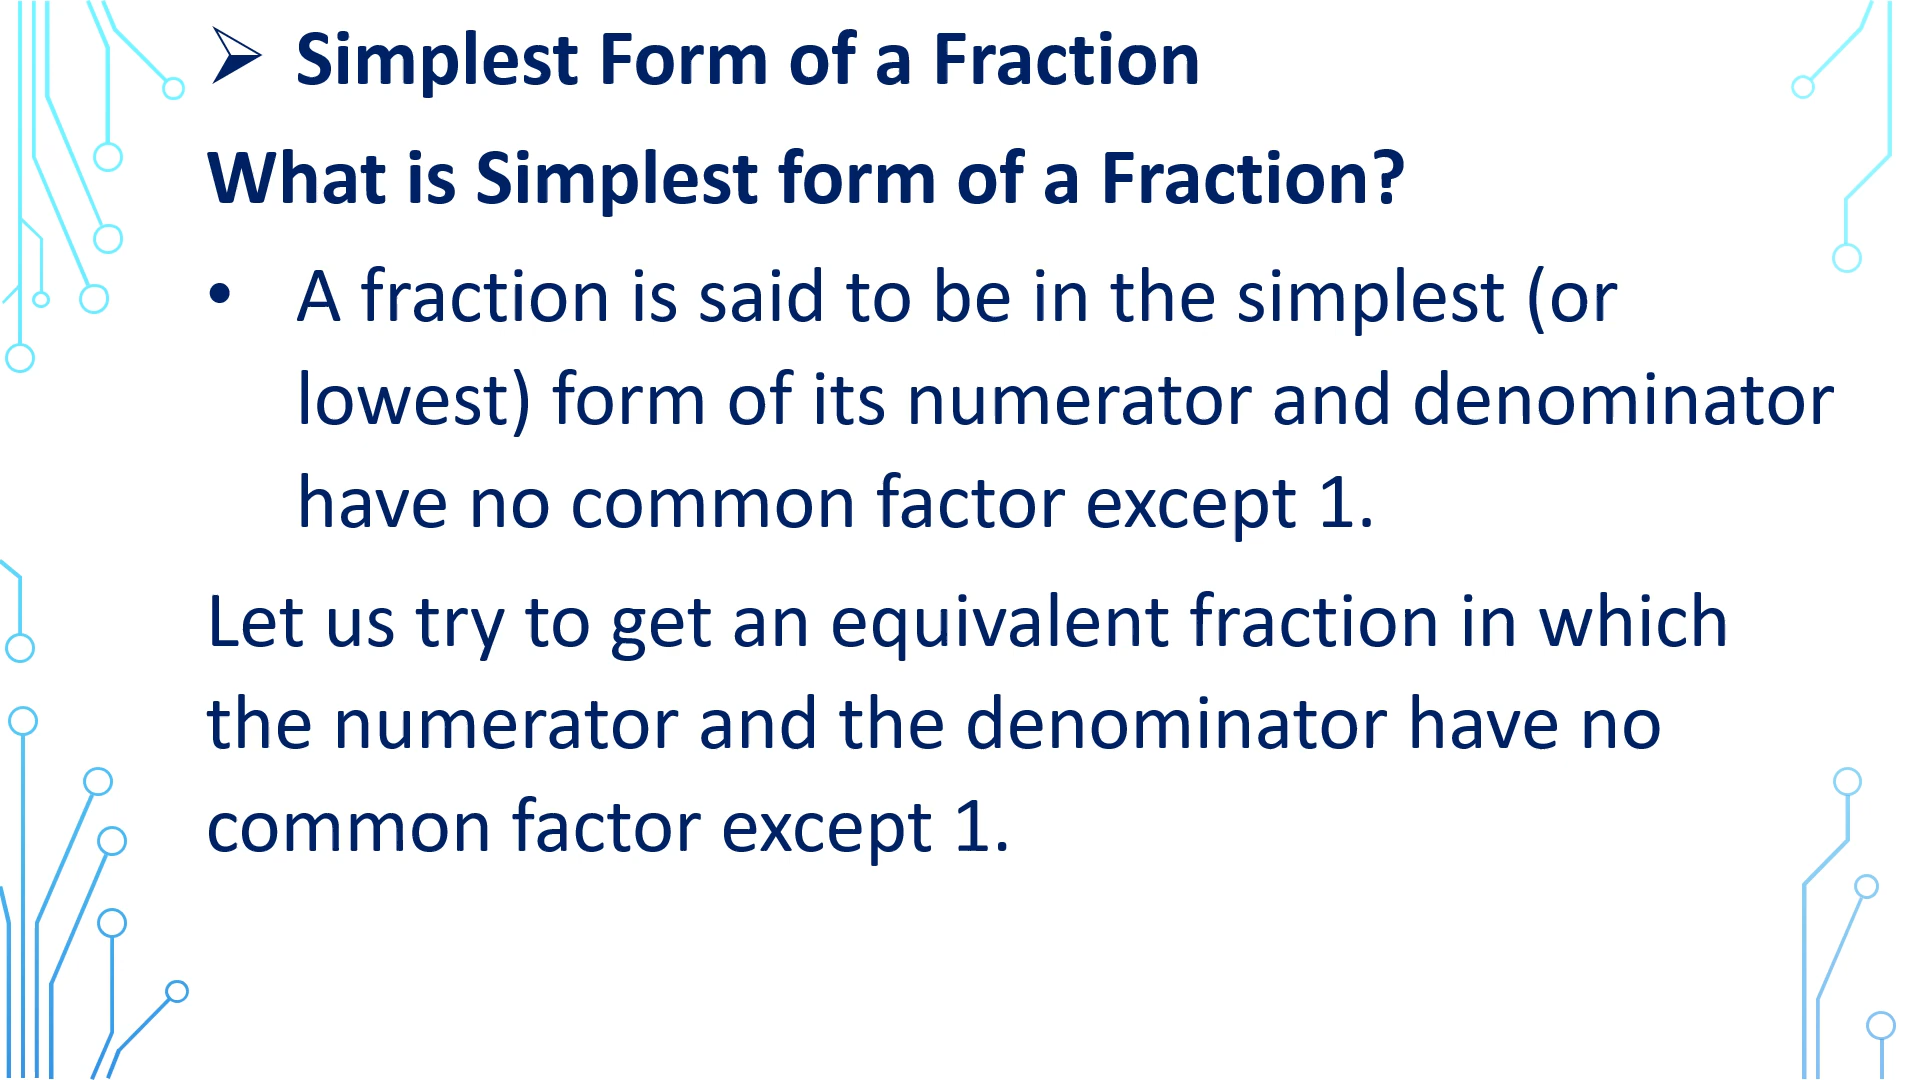 ➢ Simplest Form of a Fraction
What is Simplest form of a Fraction?
• A fraction is said to be in the simplest (or
lowest) form of its numerator and denominator
have no common factor except 1.
Let us try to get an equivalent fraction in which
the numerator and the denominator have no
common factor except 1.